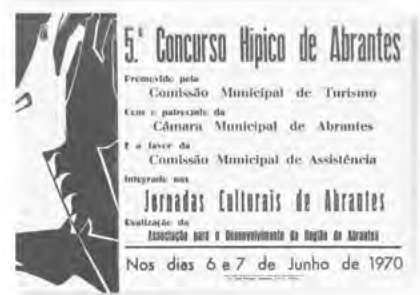 5.º Concurso Hípico de Abrantes
Promovido pela
Comissão Municipal de Turismo
Com o patrocínio da
Câmara Municipal de Abrantes
E a favor da
Comissão Municipal de Assistência
Integrado nas
Jornadas Culturais de Abrantes
Realização da
Associação para o Desenvolvimento da Região de Abrantes
Nos dias 6 e 7 de Junho de 1970